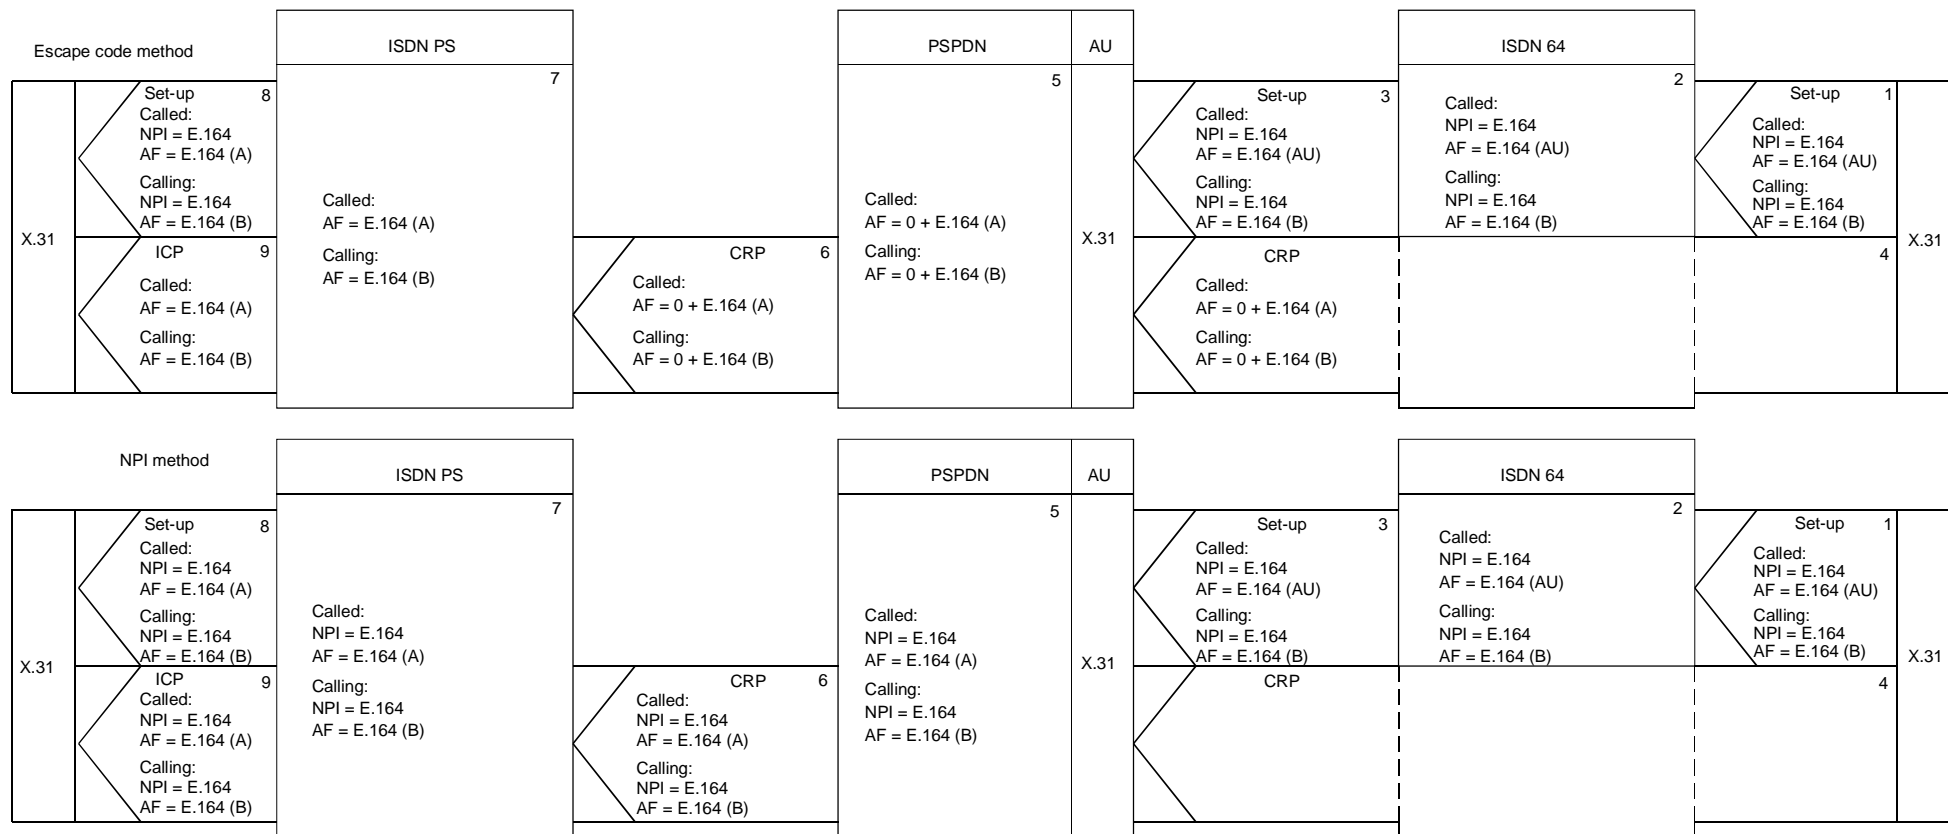 Escape code method
ISDN PS
PSPDN
AU
ISDN 64
7
5
2
Set-up 8
Called:
NPI = E.164
AF = E.164 (A)
Calling:
NPI = E.164
AF = E.164 (B)
X.31
ICP 9
Called:
AF = E.164 (A)
Calling:
AF = E.164 (B)
Called:
AF = E.164 (A)
Calling:
AF = E.164 (B)
CRP 6
Called:
AF = 0 + E.164 (A)
Calling:
AF = 0 + E.164 (B)
Called:
AF = 0 + E.164 (A)
Calling:
AF = 0 + E.164 (B)
X.31
Set-up 3
Called:
NPI = E.164
AF = E.164 (AU)
Calling:
NPI = E.164
AF = E.164 (B)
CRP
Called:
AF = 0 + E.164 (A)
Calling:
AF = 0 + E.164 (B)
Called:
NPI = E.164
AF = E.164 (AU)
Calling:
NPI = E.164
AF = E.164 (B)
Set-up 1
Called:
NPI = E.164
AF = E.164 (AU)
Calling:
NPI = E.164
AF = E.164 (B)
4
X.31
NPI method
ISDN PS
PSPDN
AU
ISDN 64
7
5
2
Set-up 8
Called:
NPI = E.164
AF = E.164 (A)
Calling:
NPI = E.164
AF = E.164 (B)
X.31
ICP 9
Called:
NPI = E.164
AF = E.164 (A)
Calling:
NPI = E.164
AF = E.164 (B)
Called:
NPI = E.164
AF = E.164 (A)
Calling:
NPI = E.164
AF = E.164 (B)
CRP 6
Called:
NPI = E.164
AF = E.164 (A)
Calling:
NPI = E.164
AF = E.164 (B)
Called:
NPI = E.164
AF = E.164 (A)
Calling:
NPI = E.164
AF = E.164 (B)
X.31
Set-up 3
Called:
NPI = E.164
AF = E.164 (AU)
Calling:
NPI = E.164
AF = E.164 (B)
CRP
Called:
NPI = E.164
AF = E.164 (AU)
Calling:
NPI = E.164
AF = E.164 (B)
Set-up 1
Called:
NPI = E.164
AF = E.164 (AU)
Calling:
NPI = E.164
AF = E.164 (B)
4
X.31